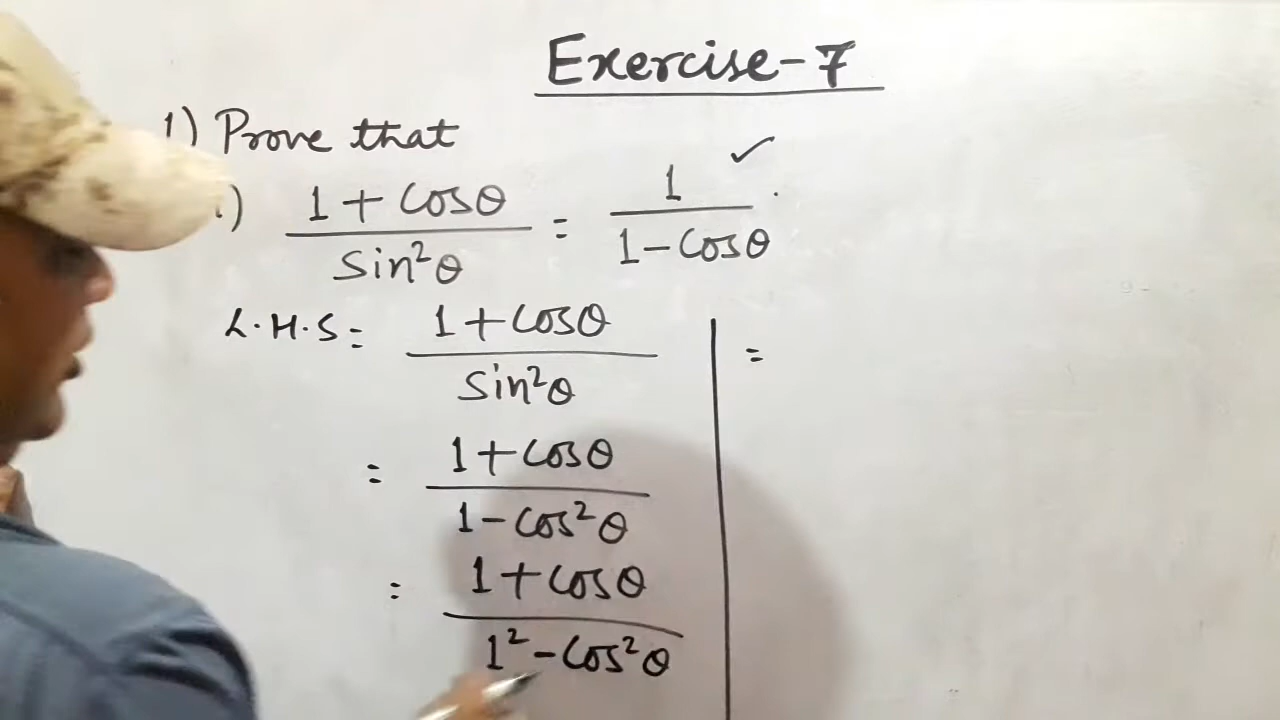 Exercise-7
1) Prove that
) 1 + Cosθ / Sin²θ = 1 / 1 - Cosθ ✓ .
L.H.S = 1 + Cosθ / Sin²θ
= 1 + Cosθ / 1 - Cos²θ
= 1 + Cosθ / 1² - Cos²θ
=